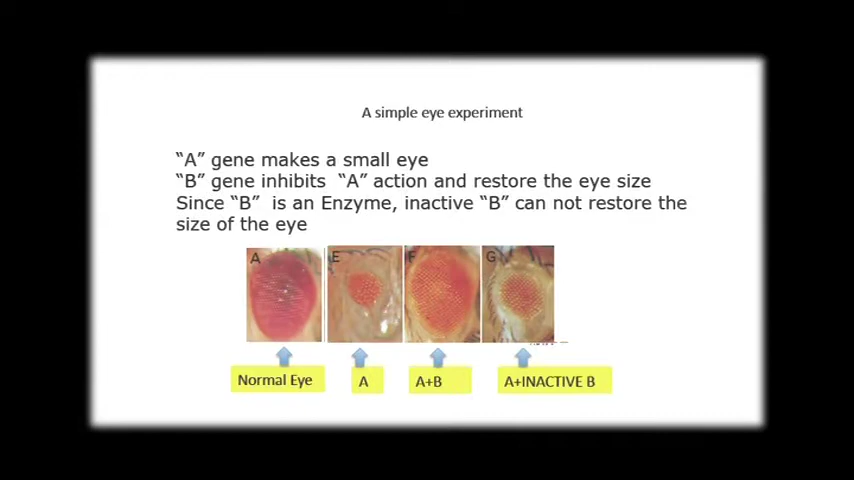 A simple eye experiment
“A” gene makes a small eye
“B” gene inhibits “A” action and restore the eye size
Since “B” is an Enzyme, inactive “B” can not restore the
size of the eye
A E F G
Normal Eye A A+B A+INACTIVE B